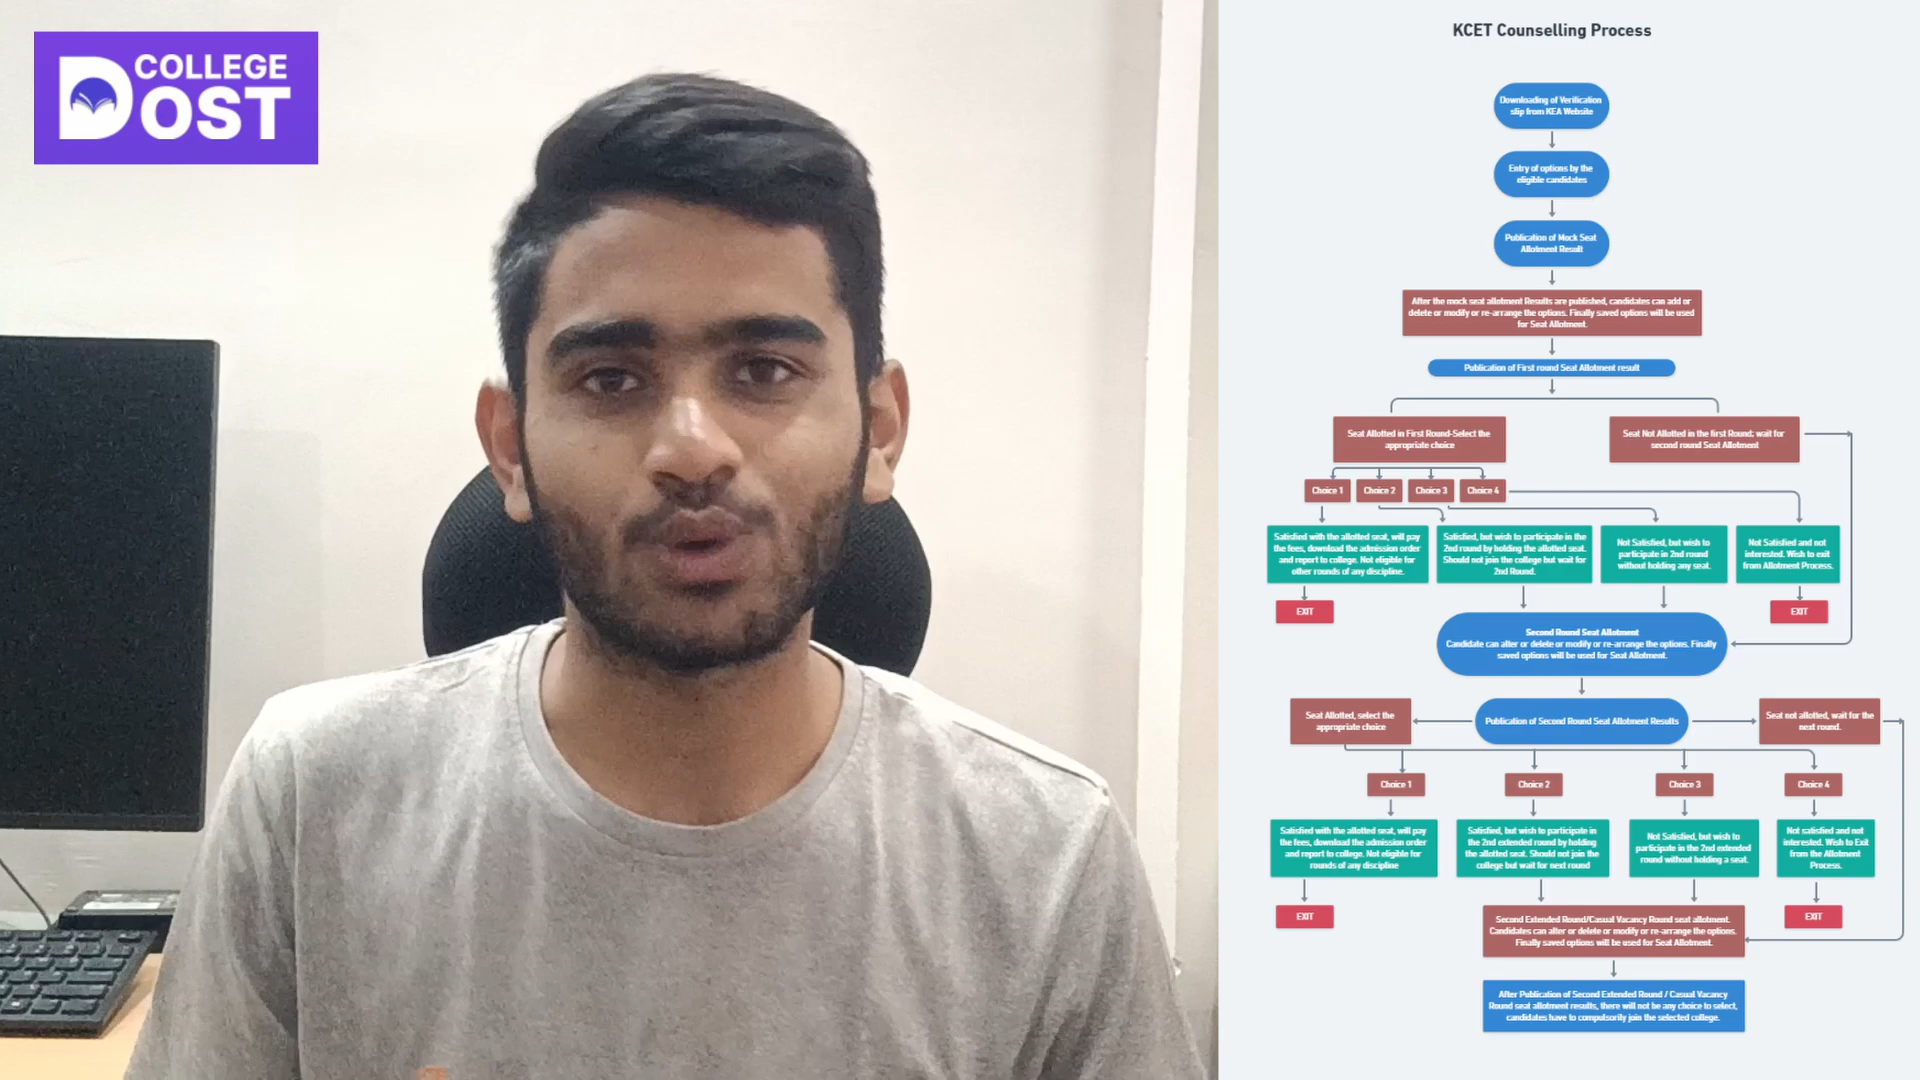 COLLEGE
DOST
KCET Counselling Process
Downloading of Verification
slip from KEA Website
Entry of options by the
eligible candidates
Publication of Mock Seat
Allotment Result
After the mock seat allotment Results are published, candidates can add or
delete or modify or re-arrange the options. Finally saved options will be used
for Seat Allotment.
Publication of First round Seat Allotment result
Seat Allotted in First Round-Select the
appropriate choice
Seat Not Allotted in the first Round; wait for
second round Seat Allotment
Choice 1
Choice 2
Choice 3
Choice 4
Satisfied with the allotted seat, will pay
the fees, download the admission order
and report to college. Not eligible for
other rounds of any discipline.
Satisfied, but wish to participate in the
2nd round by holding the allotted seat.
Should not join the college but wait for
2nd Round.
Not Satisfied, but wish to
participate in 2nd round
without holding any seat.
Not Satisfied and not
interested. Wish to exit
from Allotment Process.
EXIT
EXIT
Second Round Seat Allotment
Candidate can alter or delete or modify or re-arrange the options. Finally
saved options will be used for Seat Allotment.
Seat Allotted, select the
appropriate choice
Publication of Second Round Seat Allotment Results
Seat not allotted, wait for the
next round.
Choice 1
Choice 2
Choice 3
Choice 4
Satisfied with the allotted seat, will pay
the fees, download the admission order
and report to college. Not eligible for
rounds of any discipline
Satisfied, but wish to participate in
the 2nd extended round by holding
the allotted seat. Should not join the
college but wait for next round
Not Satisfied, but wish to
participate in the 2nd extended
round without holding a seat.
Not satisfied and not
interested. Wish to Exit
from the Allotment
Process.
EXIT
EXIT
Second Extended Round/Casual Vacancy Round seat allotment.
Candidates can alter or delete or modify or re-arrange the options.
Finally saved options will be used for Seat Allotment.
After Publication of Second Extended Round / Casual Vacancy
Round seat allotment results, there will not be any choice to select,
candidates have to compulsorily join the selected college.